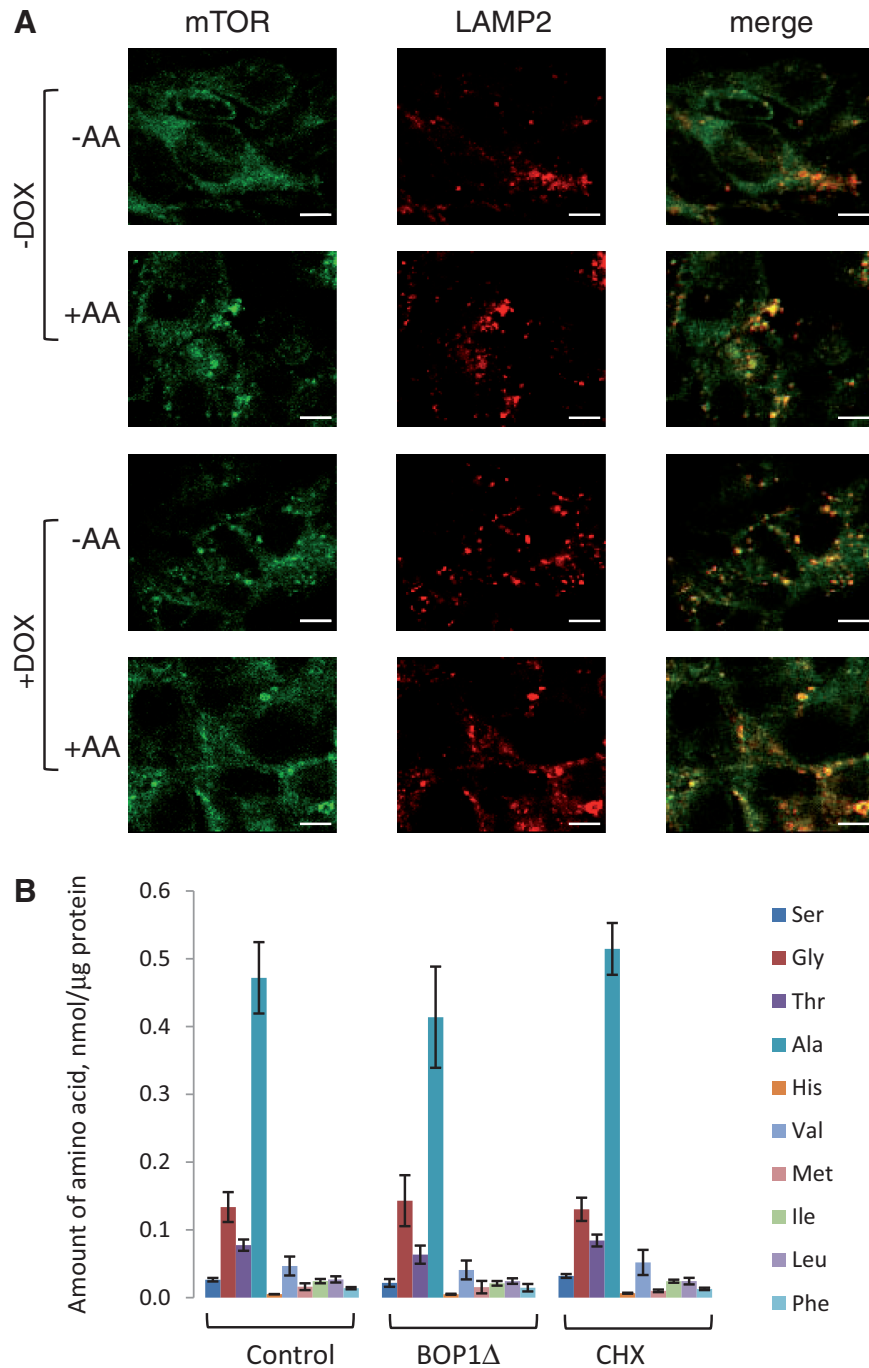 A
mTOR LAMP2 merge
-DOX
-AA
+AA
+DOX
-AA
+AA
B
Amount of amino acid, nmol/µg protein
0.6
0.5
0.4
0.3
0.2
0.1
0.0
Control BOP1Δ CHX
Ser
Gly
Thr
Ala
His
Val
Met
Ile
Leu
Phe